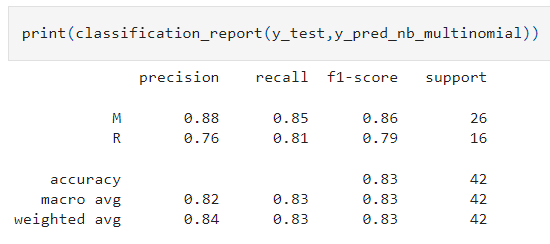 print(classification_report(y_test,y_pred_nb_multinomial))
precision recall f1-score support
M 0.88 0.85 0.86 26
R 0.76 0.81 0.79 16
accuracy 0.83 42
macro avg 0.82 0.83 0.83 42
weighted avg 0.84 0.83 0.83 42